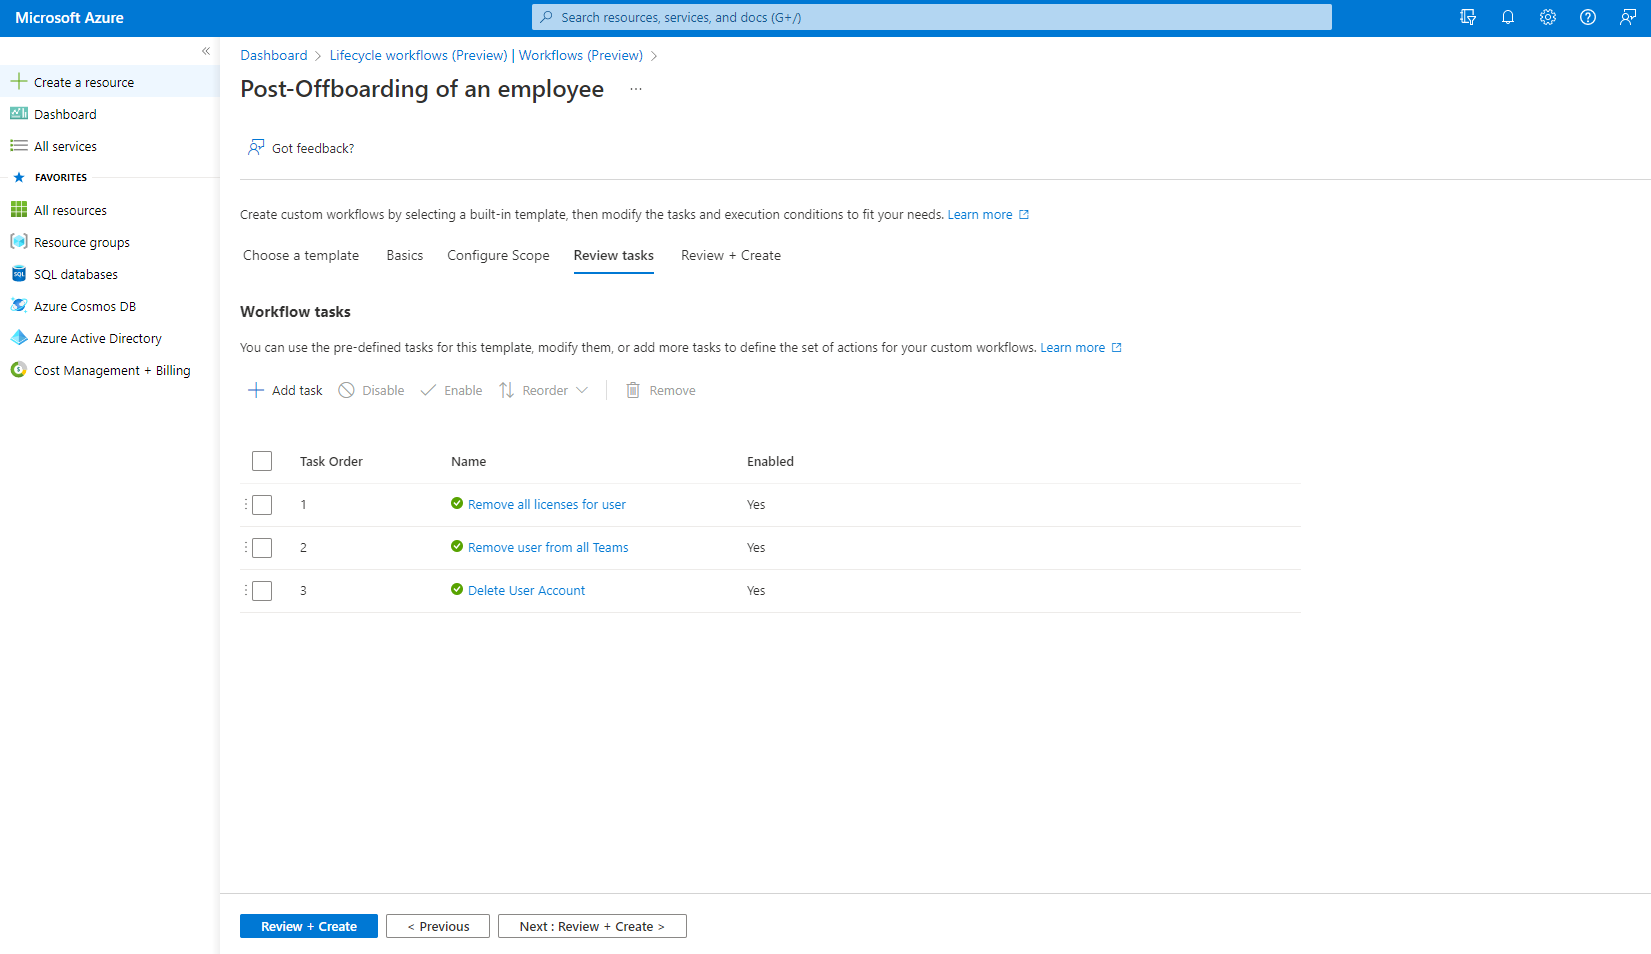 Microsoft Azure
Search resources, services, and docs (G+/)
Create a resource
Dashboard
All services
FAVORITES
All resources
Resource groups
SQL databases
Azure Cosmos DB
Azure Active Directory
Cost Management + Billing
Dashboard > Lifecycle workflows (Preview) | Workflows (Preview) >
Post-Offboarding of an employee ...
Got feedback?
Create custom workflows by selecting a built-in template, then modify the tasks and execution conditions to fit your needs. Learn more
Choose a template Basics Configure Scope Review tasks Review + Create
Workflow tasks
You can use the pre-defined tasks for this template, modify them, or add more tasks to define the set of actions for your custom workflows. Learn more
Add task Disable Enable Reorder Remove
Task Order Name Enabled
1 Remove all licenses for user Yes
2 Remove user from all Teams Yes
3 Delete User Account Yes
Review + Create < Previous Next : Review + Create >